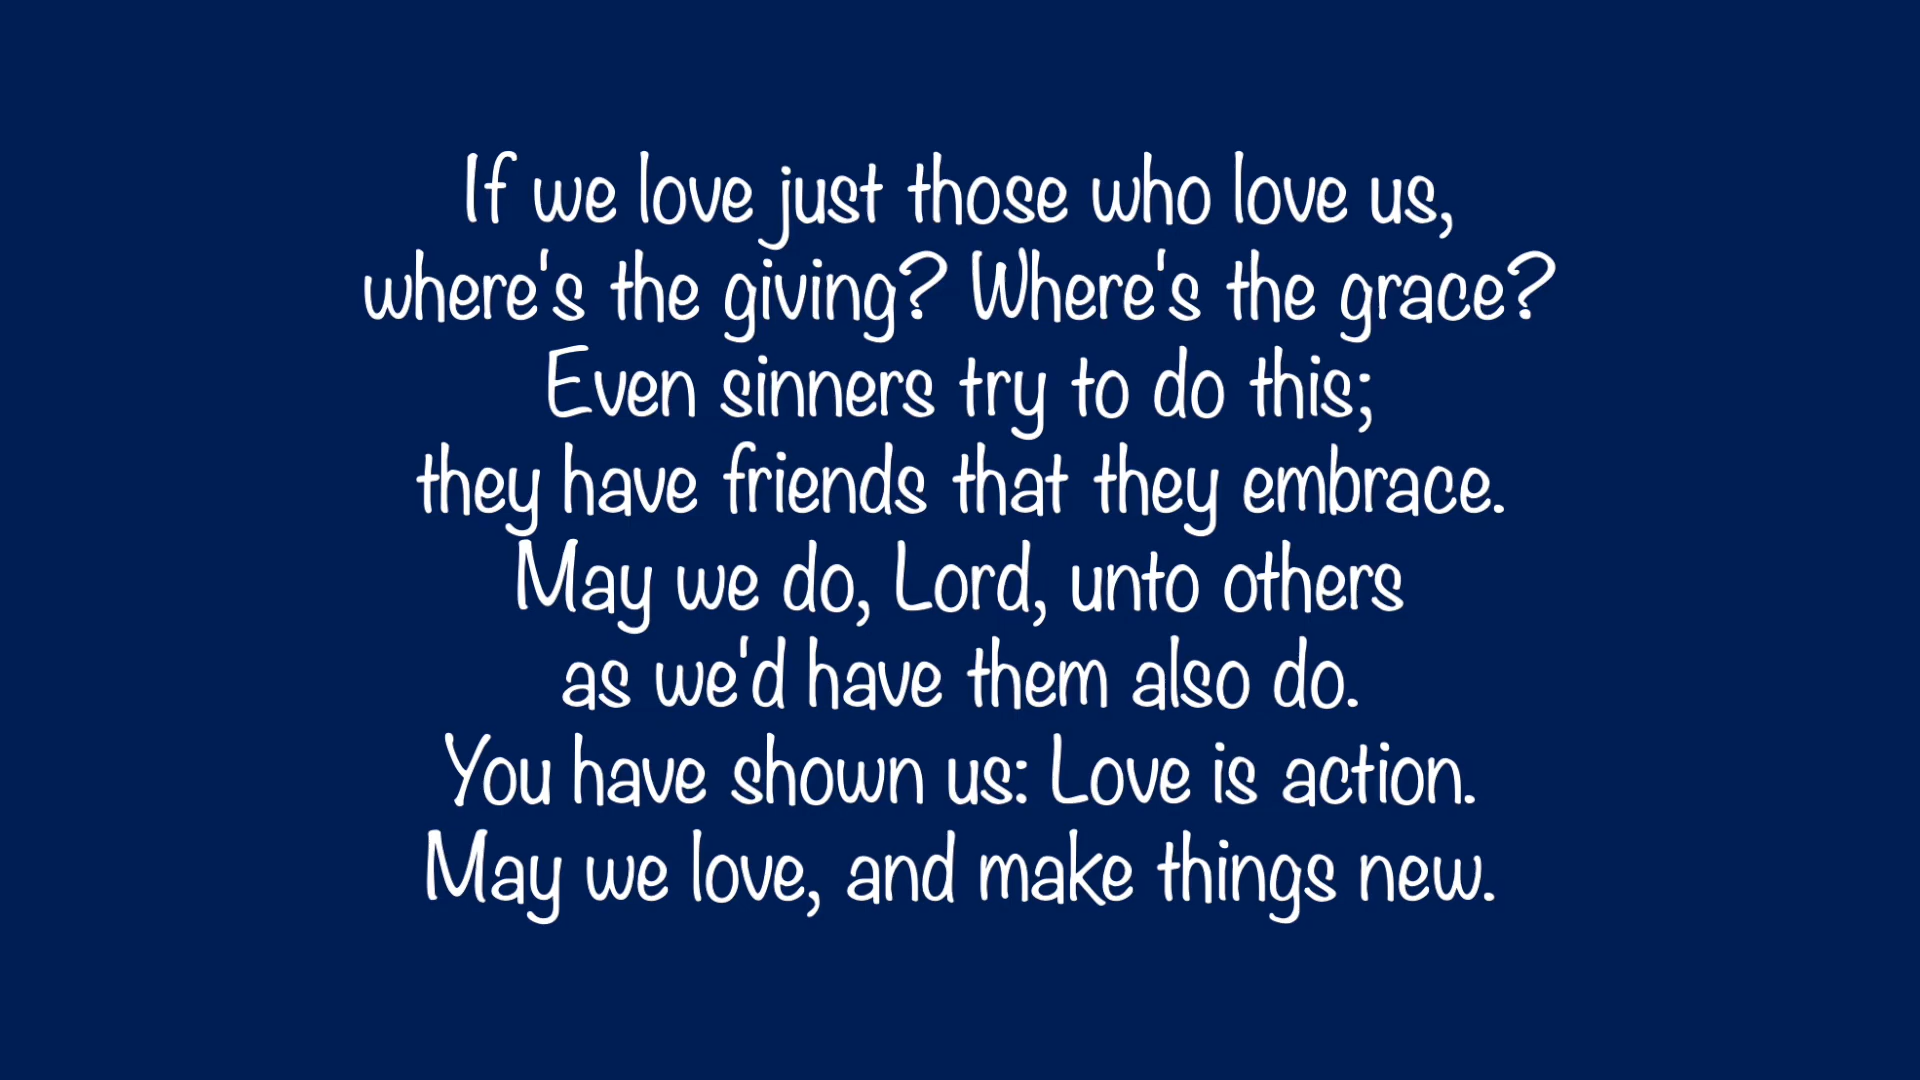 If we love just those who love us,
where's the giving? Where's the grace?
Even sinners try to do this;
they have friends that they embrace.
May we do, Lord, unto others
as we'd have them also do.
You have shown us: Love is action.
May we love, and make things new.